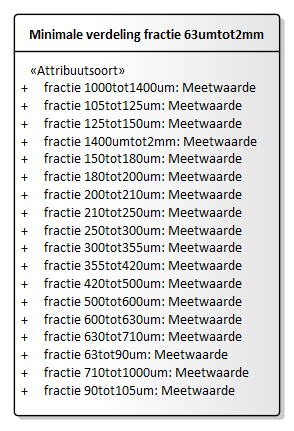 Minimale verdeling fractie 63umtot2mm
«Attribuutsoort»
+ fractie 1000tot1400um: Meetwaarde
+ fractie 105tot125um: Meetwaarde
+ fractie 125tot150um: Meetwaarde
+ fractie 1400umtot2mm: Meetwaarde
+ fractie 150tot180um: Meetwaarde
+ fractie 180tot200um: Meetwaarde
+ fractie 200tot210um: Meetwaarde
+ fractie 210tot250um: Meetwaarde
+ fractie 250tot300um: Meetwaarde
+ fractie 300tot355um: Meetwaarde
+ fractie 355tot420um: Meetwaarde
+ fractie 420tot500um: Meetwaarde
+ fractie 500tot600um: Meetwaarde
+ fractie 600tot630um: Meetwaarde
+ fractie 630tot710um: Meetwaarde
+ fractie 63tot90um: Meetwaarde
+ fractie 710tot1000um: Meetwaarde
+ fractie 90tot105um: Meetwaarde